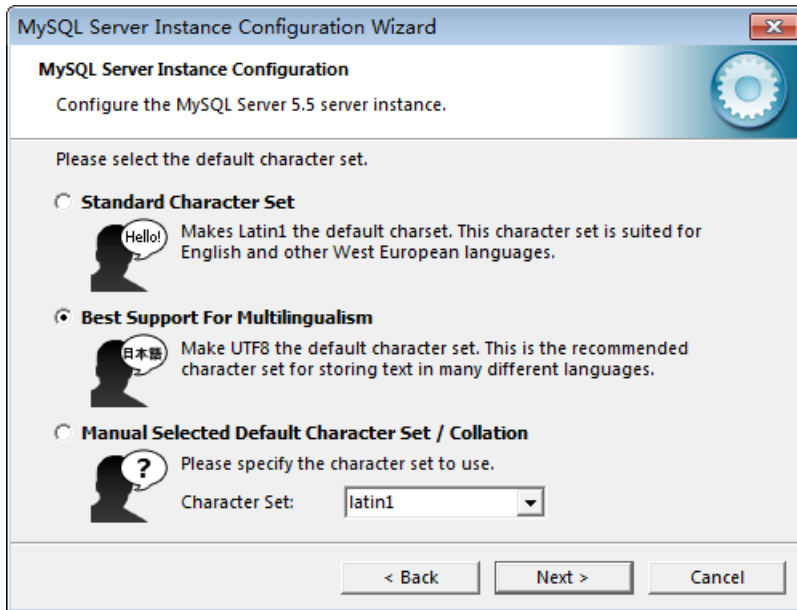 MySQL Server Instance Configuration Wizard
MySQL Server Instance Configuration
Configure the MySQL Server 5.5 server instance.
Please select the default character set.
Standard Character Set
Hello!
Makes Latin1 the default charset. This character set is suited for
English and other West European languages.
Best Support For Multilingualism
日本語
Make UTF8 the default character set. This is the recommended
character set for storing text in many different languages.
Manual Selected Default Character Set / Collation
?
Please specify the character set to use.
Character Set: latin1
< Back Next > Cancel